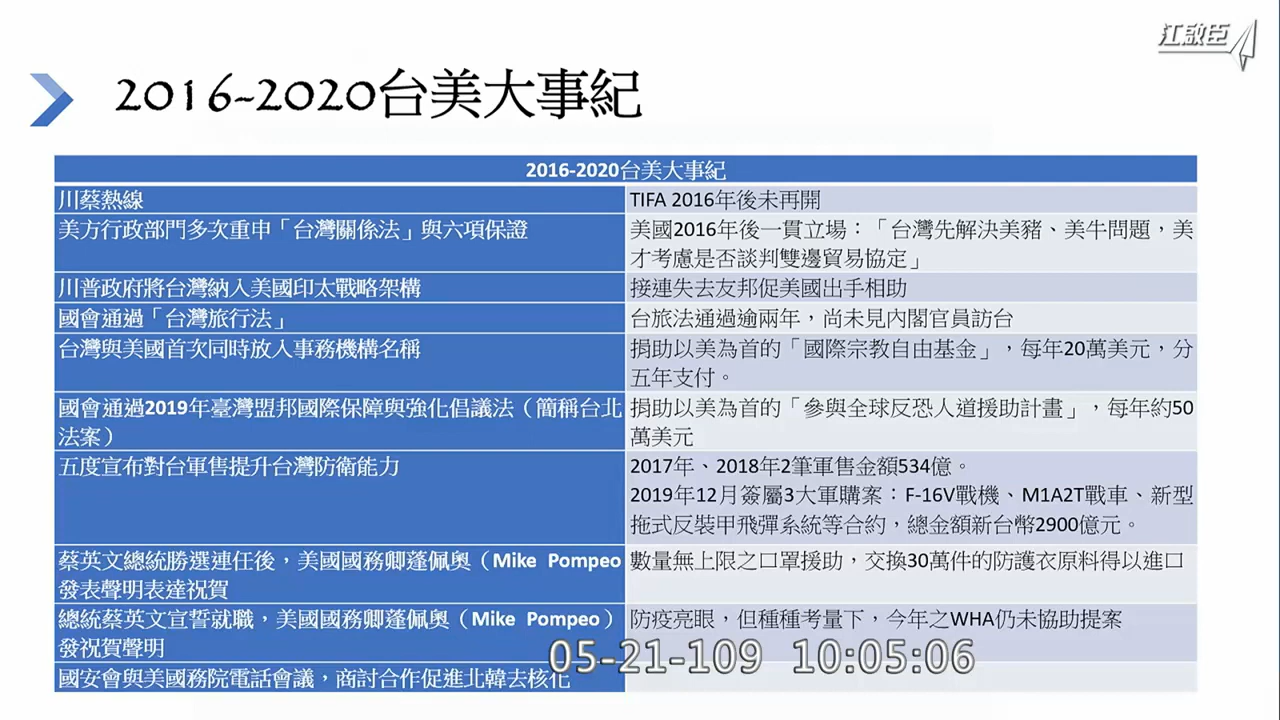 江啟臣
2016-2020台美大事紀
2016-2020台美大事紀
川蔡熱線
TIFA 2016年後未再開
美方行政部門多次重申「台灣關係法」與六項保證
美國2016年後一貫立場：「台灣先解決美豬、美牛問題，美
才考慮是否談判雙邊貿易協定」
川普政府將台灣納入美國印太戰略架構
接連失去友邦促美國出手相助
國會通過「台灣旅行法」
台旅法通過逾兩年，尚未見內閣官員訪台
台灣與美國首次同時放入事務機構名稱
捐助以美為首的「國際宗教自由基金」，每年20萬美元，分
五年支付。
國會通過2019年臺灣盟邦國際保障與強化倡議法（簡稱台北
法案）
捐助以美為首的「參與全球反恐人道援助計畫」，每年約50
萬美元
五度宣布對台軍售提升台灣防衛能力
2017年、2018年2筆軍售金額534億。
2019年12月簽屬3大軍購案：F-16V戰機、M1A2T戰車、新型
拖式反裝甲飛彈系統等合約，總金額新台幣2900億元。
蔡英文總統勝選連任後，美國國務卿蓬佩奧（Mike Pompeo
發表聲明表達祝賀
數量無上限之口罩援助，交換30萬件的防護衣原料得以進口
總統蔡英文宣誓就職，美國國務卿蓬佩奧（Mike Pompeo）
發祝賀聲明
防疫亮眼，但種種考量下，今年之WHA仍未協助提案
國安會與美國務院電話會議，商討合作促進北韓去核化
05-21-109 10:05:06